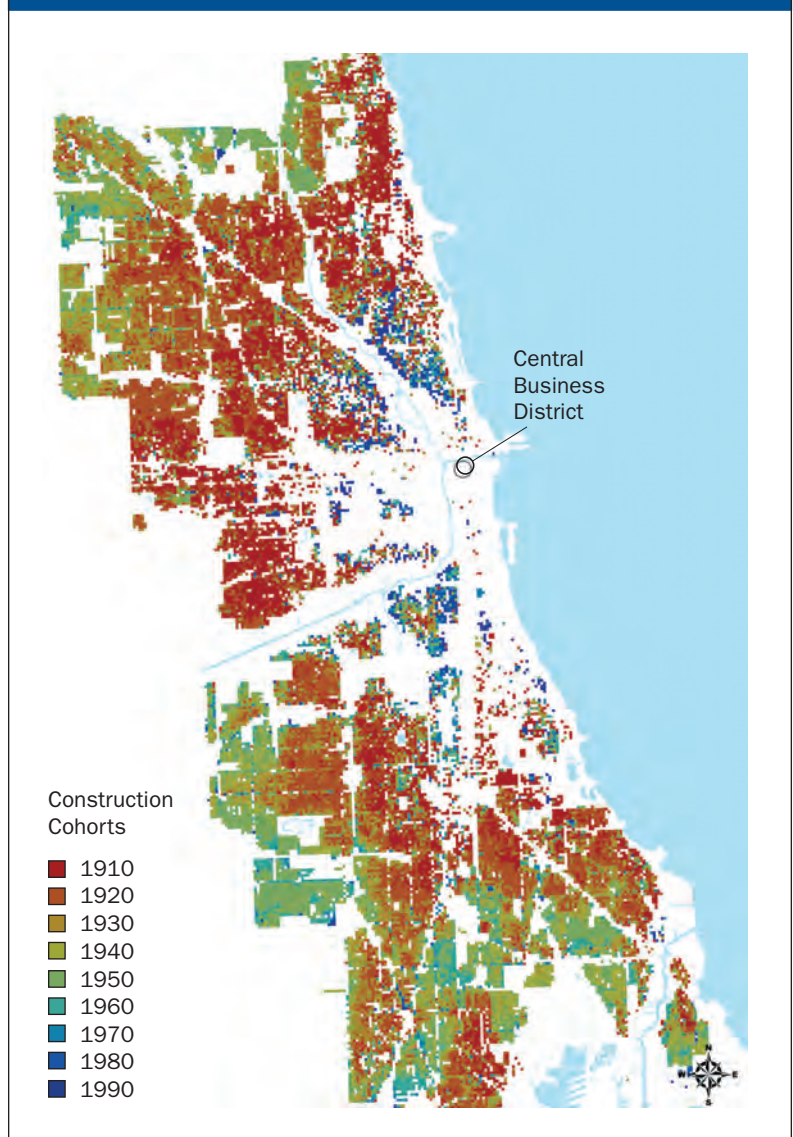 Central
Business
District
Construction
Cohorts
1910
1920
1930
1940
1950
1960
1970
1980
1990
N
W
E
S